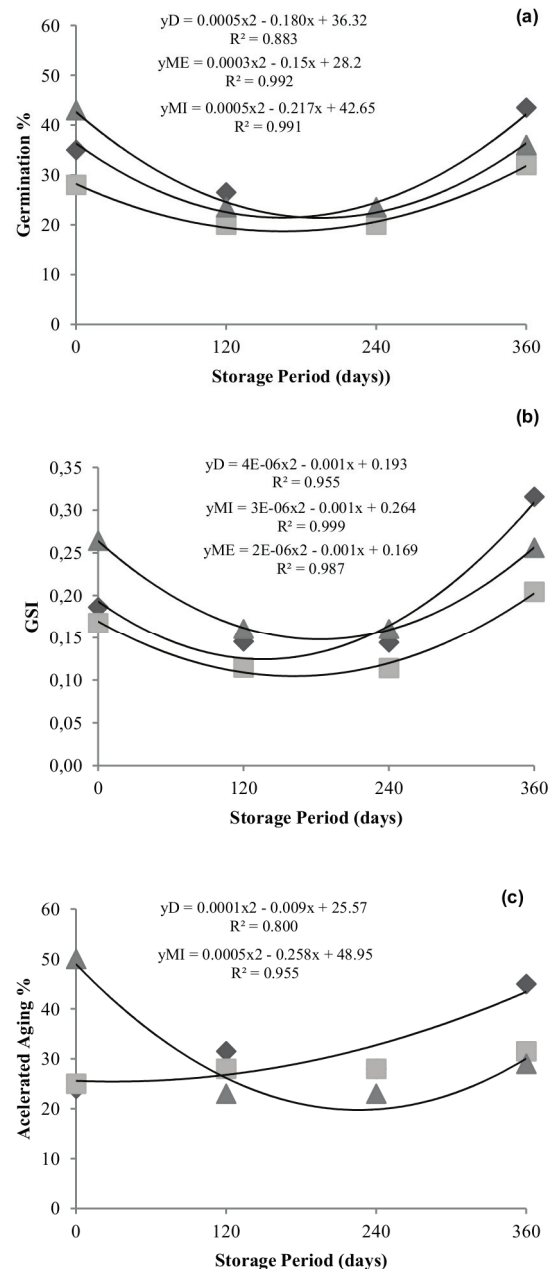 (a)
yD = 0.0005x2 - 0.180x + 36.32
R² = 0.883
yME = 0.0003x2 - 0.15x + 28.2
R² = 0.992
yMI = 0.0005x2 - 0.217x + 42.65
R² = 0.991
60
50
40
30
20
10
0
Germination %
0 120 240 360
Storage Period (days))
(b)
yD = 4E-06x2 - 0.001x + 0.193
R² = 0.955
yMI = 3E-06x2 - 0.001x + 0.264
R² = 0.999
yME = 2E-06x2 - 0.001x + 0.169
R² = 0.987
0,35
0,30
0,25
0,20
0,15
0,10
0,05
0,00
GSI
0 120 240 360
Storage Period (days)
(c)
yD = 0.0001x2 - 0.009x + 25.57
R² = 0.800
yMI = 0.0005x2 - 0.258x + 48.95
R² = 0.955
60
50
40
30
20
10
0
Acelerated Aging %
0 120 240 360
Storage Period (days)